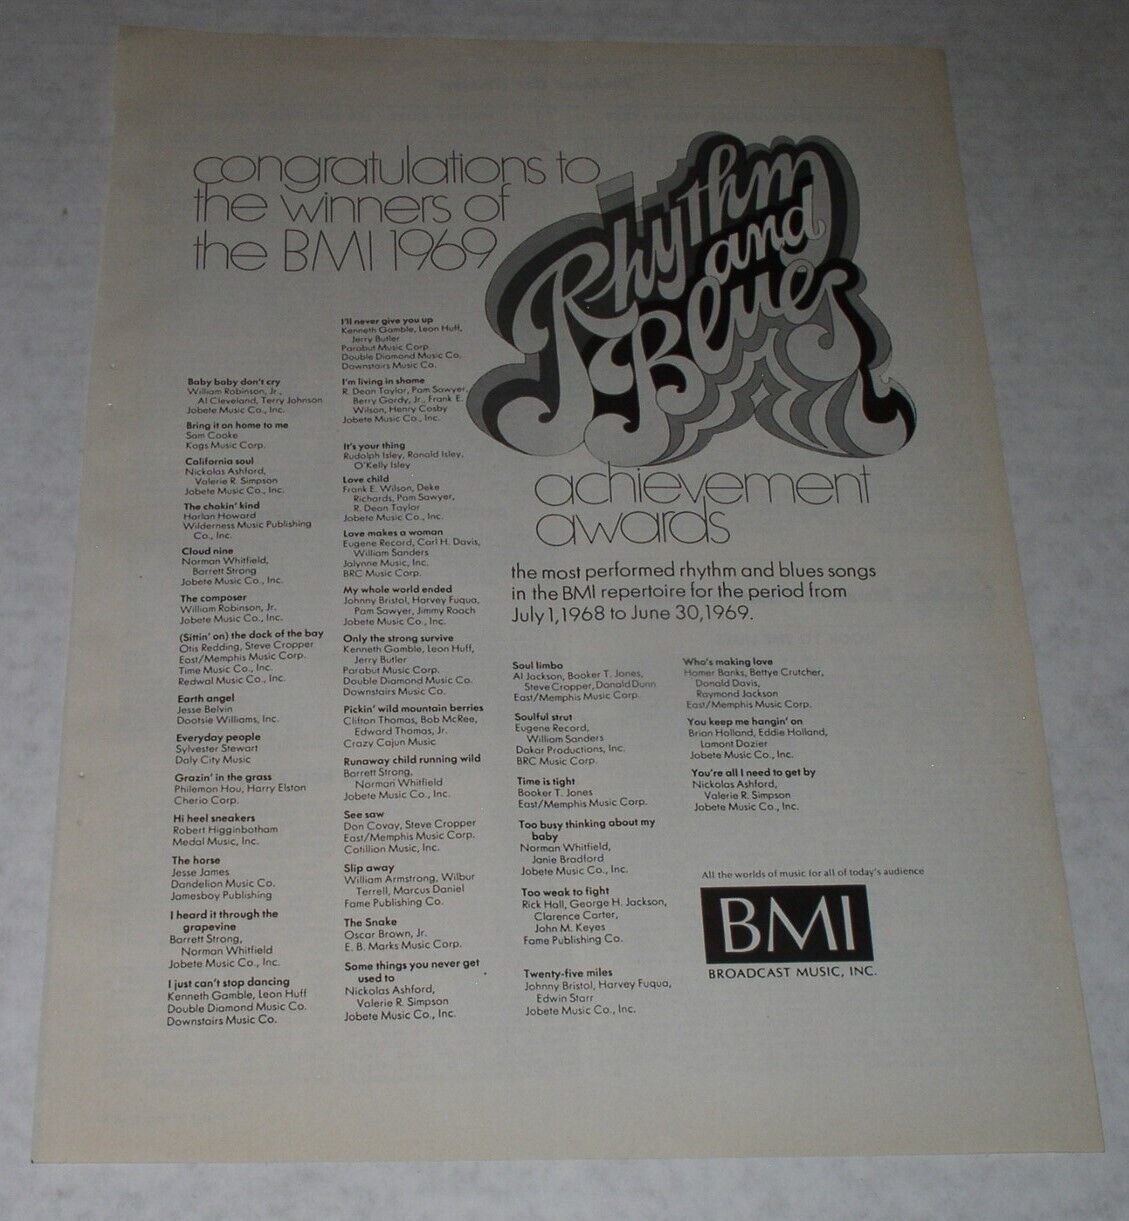 congratulations to
the winners of
the BMI 1969
Rhythm
and
Blues
achievement
awards
the most performed rhythm and blues songs
in the BMI repertoire for the period from
July 1, 1968 to June 30, 1969.
Baby baby don't cry
William Robinson, Jr.,
Al Cleveland, Terry Johnson
Jobete Music Co., Inc.
Bring it on home to me
Sam Cooke
Kags Music Corp.
California soul
Nickolas Ashford,
Valerie R. Simpson
Jobete Music Co., Inc.
The chokin' kind
Harlan Howard
Wilderness Music Publishing
Co., Inc.
Cloud nine
Norman Whitfield,
Barrett Strong
Jobete Music Co., Inc.
The composer
William Robinson, Jr.
Jobete Music Co., Inc.
(Sittin' on) the dock of the bay
Otis Redding, Steve Cropper
East/Memphis Music Corp.
Time Music Co., Inc.
Redwal Music Co., Inc.
Earth angel
Jesse Belvin
Dootsie Williams, Inc.
Everyday people
Sylvester Stewart
Daly City Music
Grazin' in the grass
Philemon Hou, Harry Elston
Cherio Corp.
Hi heel sneakers
Robert Higginbotham
Medal Music, Inc.
The horse
Jesse James
Dandelion Music Co.
Jamesboy Publishing
I heard it through the
grapevine
Barrett Strong,
Norman Whitfield
Jobete Music Co., Inc.
I just can't stop dancing
Kenneth Gamble, Leon Huff
Double Diamond Music Co.
Downstairs Music Co.
I'll never give you up
Kenneth Gamble, Leon Huff,
Jerry Butler
Parabut Music Corp.
Double Diamond Music Co.
Downstairs Music Co.
I'm living in shame
R. Dean Taylor, Pam Sawyer,
Berry Gordy, Jr., Frank E.
Wilson, Henry Cosby
Jobete Music Co., Inc.
It's your thing
Rudolph Isley, Ronald Isley,
O'Kelly Isley
Love child
Frank E. Wilson, Deke
Richards, Pam Sawyer,
R. Dean Taylor
Jobete Music Co., Inc.
Love makes a woman
Eugene Record, Carl H. Davis,
William Sanders
Jalynne Music, Inc.
BRC Music Corp.
My whole world ended
Johnny Bristol, Harvey Fuqua,
Pam Sawyer, Jimmy Roach
Jobete Music Co., Inc.
Only the strong survive
Kenneth Gamble, Leon Huff,
Jerry Butler
Parabut Music Corp.
Double Diamond Music Co.
Downstairs Music Co.
Pickin' wild mountain berries
Clifton Thomas, Bob McRee,
Edward Thomas, Jr.
Crazy Cajun Music
Runaway child running wild
Barrett Strong,
Norman Whitfield
Jobete Music Co., Inc.
See saw
Don Covay, Steve Cropper
East/Memphis Music Corp.
Cotillion Music, Inc.
Slip away
William Armstrong, Wilbur
Terrell, Marcus Daniel
Fame Publishing Co.
The Snake
Oscar Brown, Jr.
E. B. Marks Music Corp.
Some things you never get
used to
Nickolas Ashford,
Valerie R. Simpson
Jobete Music Co., Inc.
Soul limbo
Al Jackson, Booker T. Jones,
Steve Cropper, Donald Dunn
East/Memphis Music Corp.
Soulful strut
Eugene Record,
William Sanders
Dakar Productions, Inc.
BRC Music Corp.
Time is tight
Booker T. Jones
East/Memphis Music Corp.
Too busy thinking about my
baby
Norman Whitfield,
Janie Bradford
Jobete Music Co., Inc.
Too weak to fight
Rick Hall, George H. Jackson,
Clarence Carter,
John M. Keyes
Fame Publishing Co.
Twenty-five miles
Johnny Bristol, Harvey Fuqua,
Edwin Starr
Jobete Music Co., Inc.
Who's making love
Homer Banks, Bettye Crutcher,
Donald Davis,
Raymond Jackson
East/Memphis Music Corp.
You keep me hangin' on
Brian Holland, Eddie Holland,
Lamont Dozier
Jobete Music Co., Inc.
You're all I need to get by
Nickolas Ashford,
Valerie R. Simpson
Jobete Music Co., Inc.
All the worlds of music for all of today's audience
BMI
BROADCAST MUSIC, INC.